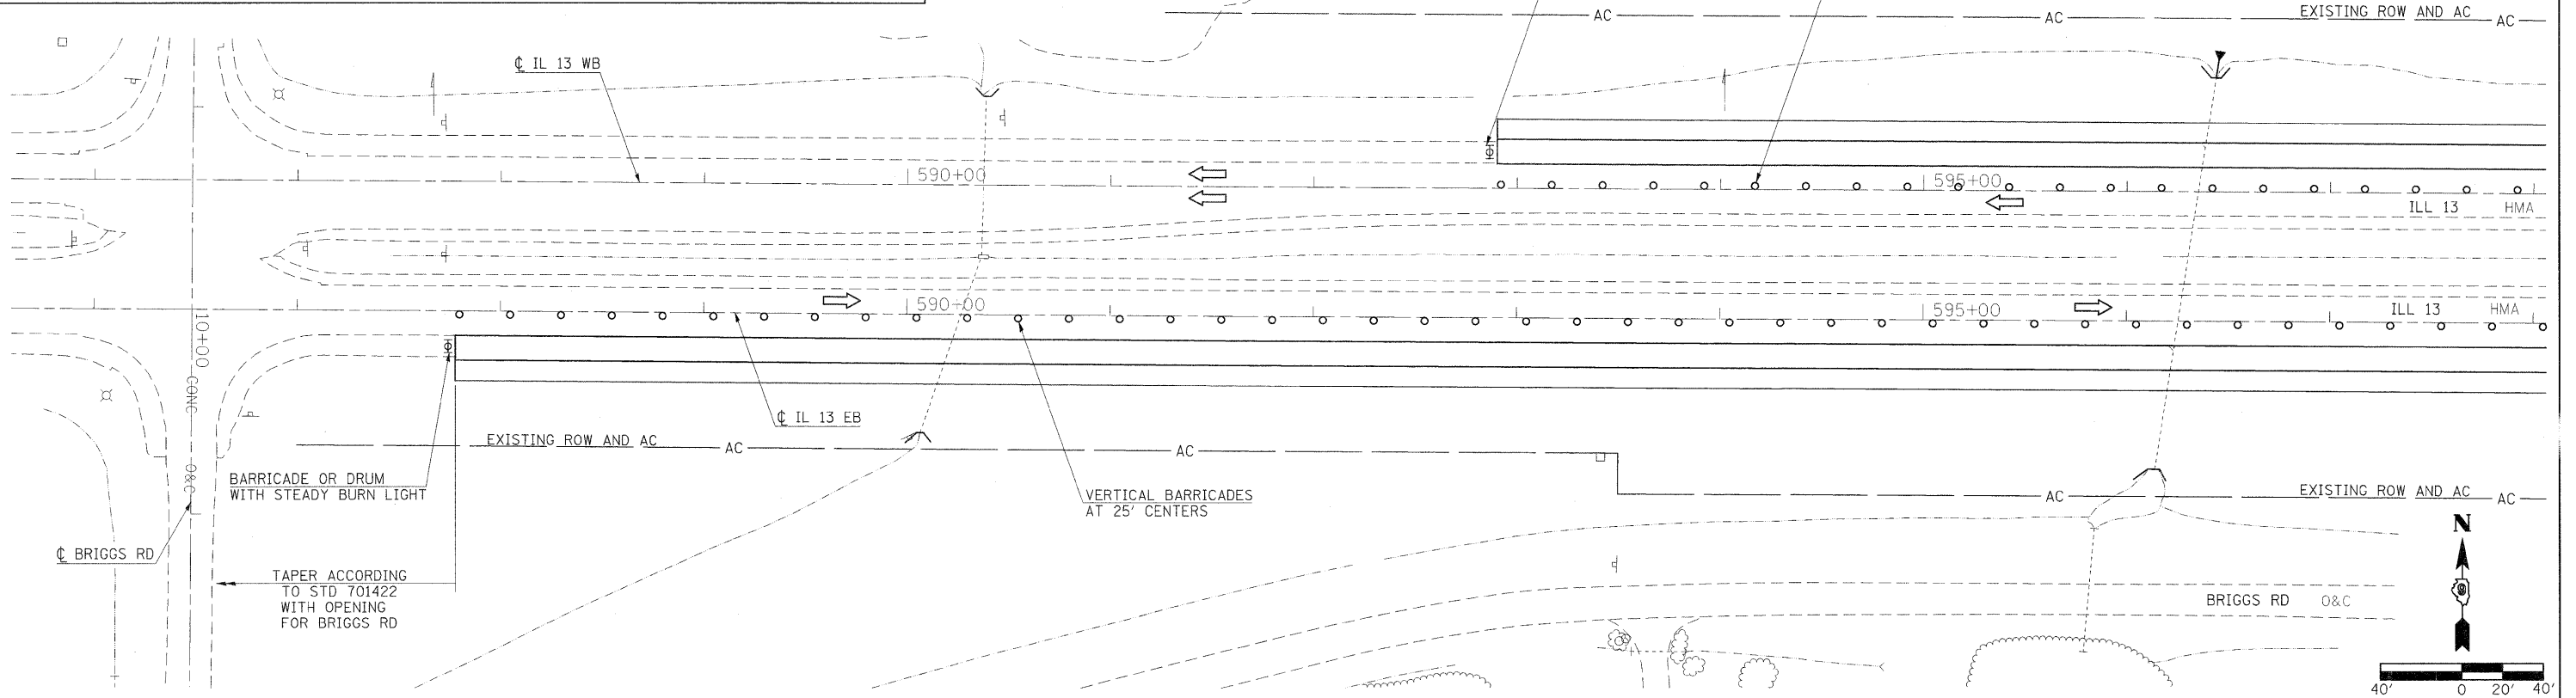 AC
AC
EXISTING ROW AND AC
AC
℄ IL 13 WB
590+00
595+00
ILL 13
HMA
590+00
595+00
ILL 13
HMA
10+00
CONC
O&C
℄ IL 13 EB
EXISTING ROW AND AC
AC
AC
BARRICADE OR DRUM
WITH STEADY BURN LIGHT
VERTICAL BARRICADES
AT 25' CENTERS
AC
EXISTING ROW AND AC
AC
℄ BRIGGS RD
TAPER ACCORDING
TO STD 701422
WITH OPENING
FOR BRIGGS RD
BRIGGS RD
O&C
N
40'
0
20'
40'